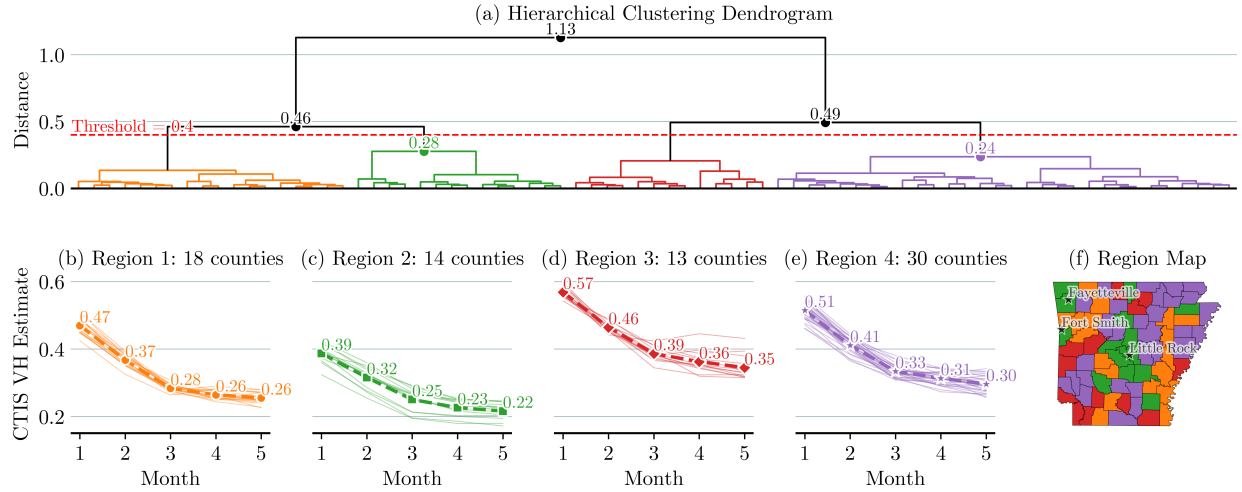 (a) Hierarchical Clustering Dendrogram
1.13
1.0
Distance
0.5
0.46
0.49
Threshold = 0.4
0.28
0.24
0.0
(b) Region 1: 18 counties
(c) Region 2: 14 counties
(d) Region 3: 13 counties
(e) Region 4: 30 counties
(f) Region Map
CTIS VH Estimate
0.6
0.4
0.2
0.47
0.37
0.28
0.26
0.26
1 2 3 4 5
Month
0.39
0.32
0.25
0.23
0.22
1 2 3 4 5
Month
0.57
0.46
0.39
0.36
0.35
1 2 3 4 5
Month
0.51
0.41
0.33
0.31
0.30
1 2 3 4 5
Month
Fayetteville
Fort Smith
Little Rock